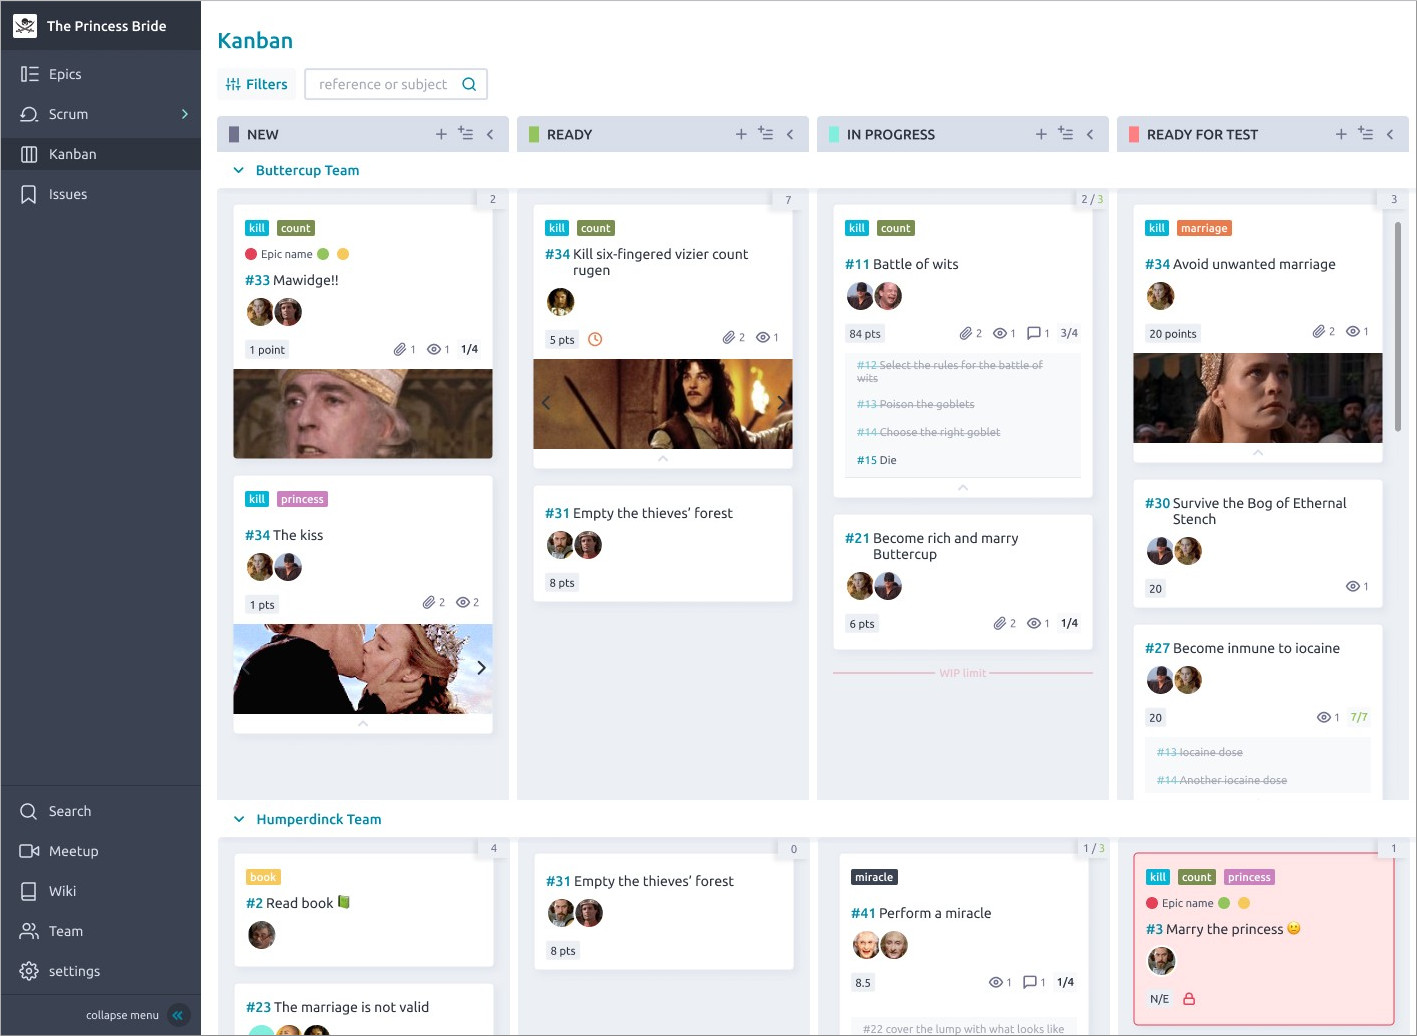 The Princess Bride
Epics
Scrum
Kanban
Issues
Search
Meetup
Wiki
Team
settings
collapse menu
Kanban
Filters
reference or subject
NEW
READY
IN PROGRESS
READY FOR TEST
Buttercup Team
2
kill count
Epic name
#33 Mawidge!!
1 point
1 1 1/4
kill princess
#34 The kiss
1 pts
2 2
7
kill count
#34 Kill six-fingered vizier count
rugen
5 pts
2 1
#31 Empty the thieves’ forest
8 pts
2 / 3
kill count
#11 Battle of wits
84 pts
2 1 1 3/4
#12 Select the rules for the battle of
wits
#13 Poison the goblets
#14 Choose the right goblet
#15 Die
#21 Become rich and marry
Buttercup
6 pts
2 1 1/4
WIP limit
3
kill marriage
#34 Avoid unwanted marriage
20 points
2 1
#30 Survive the Bog of Ethernal
Stench
20
1
#27 Become inmune to iocaine
20
1 7/7
#13 Iocaine dose
#14 Another iocaine dose
Humperdinck Team
4
book
#2 Read book
#23 The marriage is not valid
0
#31 Empty the thieves’ forest
8 pts
1 / 3
miracle
#41 Perform a miracle
8.5
1 1 1/4
#22 cover the lump with what looks like
1
kill count princess
Epic name
#3 Marry the princess
N/E